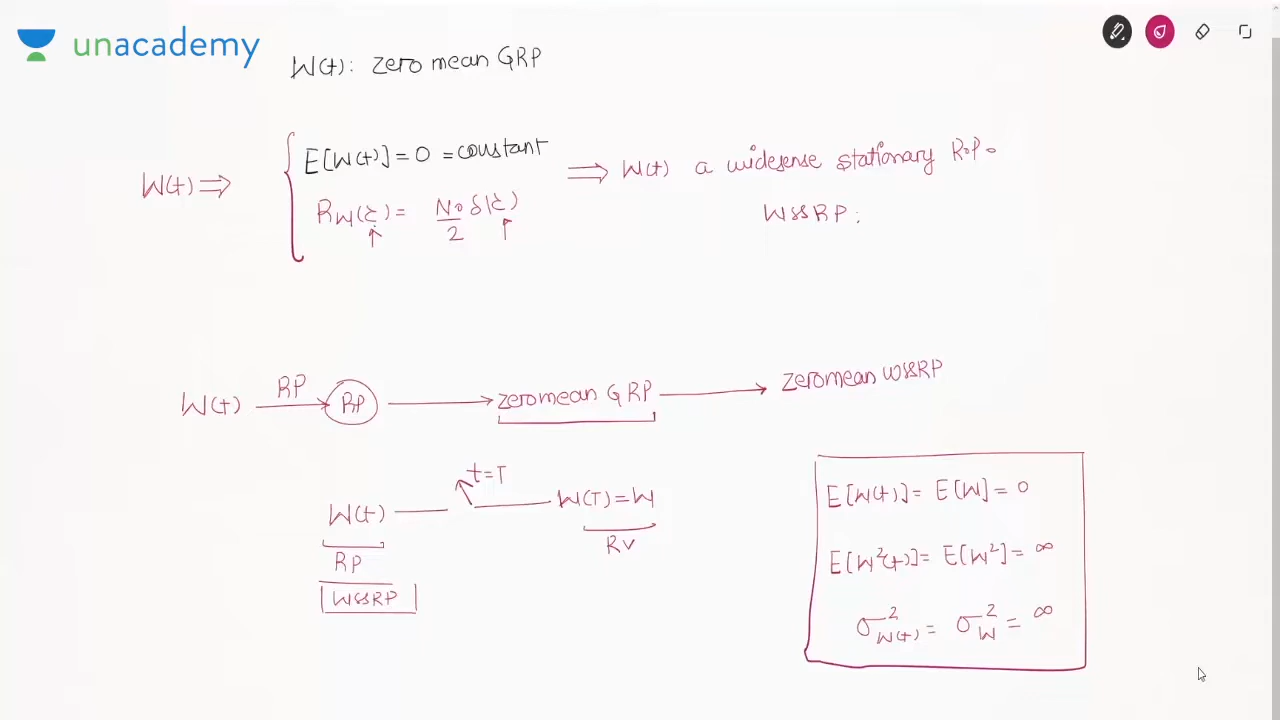 unacademy
W(t): zero mean GRP
E[W(t)] = 0 = constant
W(t) ⇒
⇒ W(t) a widesense stationary R.P.
R_W(τ) = N₀/2 δ(τ)
WSSRP:
W(t) RP → RP → zeromean GRP → zeromean WSSRP
t=T
W(t) — W(T) = W
RP
RV
WSSRP
E[W(t)] = E[W] = 0
E[W²(t)] = E[W²] = ∞
σ²_W(t) = σ²_W = ∞